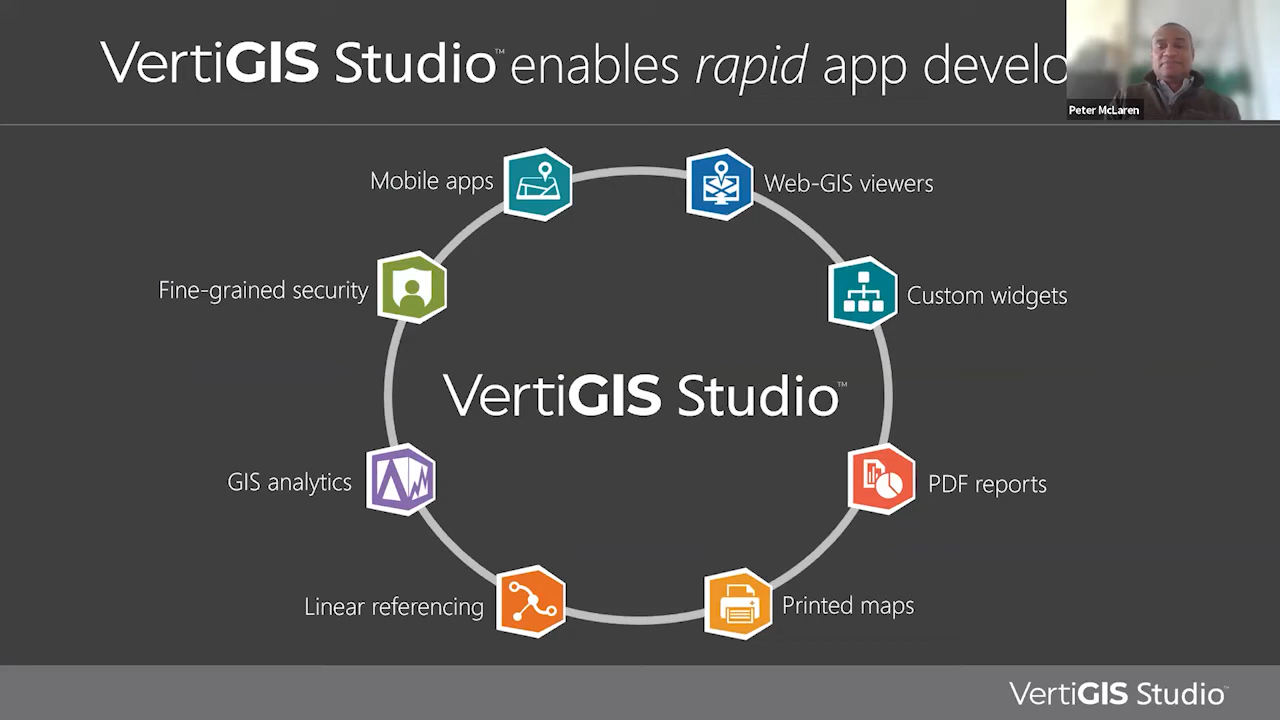 VertiGIS Studio™ enables rapid app develo
Peter McLaren
Mobile apps
Web-GIS viewers
Fine-grained security
Custom widgets
VertiGIS Studio™
GIS analytics
PDF reports
Linear referencing
Printed maps
VertiGIS Studio™